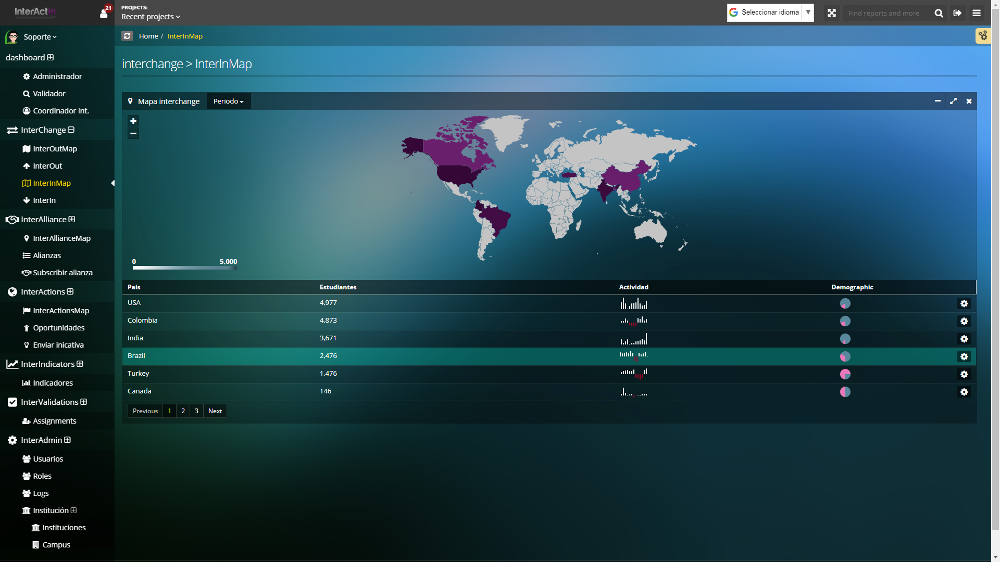 InterActin
21
PROJECTS:
Recent projects
Seleccionar idioma
Find reports and more
Soporte
Home / InterInMap
dashboard
Administrador
Validador
Coordinador Int.
InterChange
InterOutMap
InterOut
InterInMap
InterIn
InterAlliance
InterAllianceMap
Alianzas
Subscribir alianza
InterActions
InterActionsMap
Oportunidades
Enviar inicativa
InterIndicators
Indicadores
InterValidations
Assignments
InterAdmin
Usuarios
Roles
Logs
Institución
Instituciones
Campus
interchange > InterInMap
Mapa interchange Periodo
0 5,000
País Estudiantes Actividad Demographic
USA 4,977
Colombia 4,873
India 3,671
Brazil 2,476
Turkey 1,476
Canada 146
Previous 1 2 3 Next